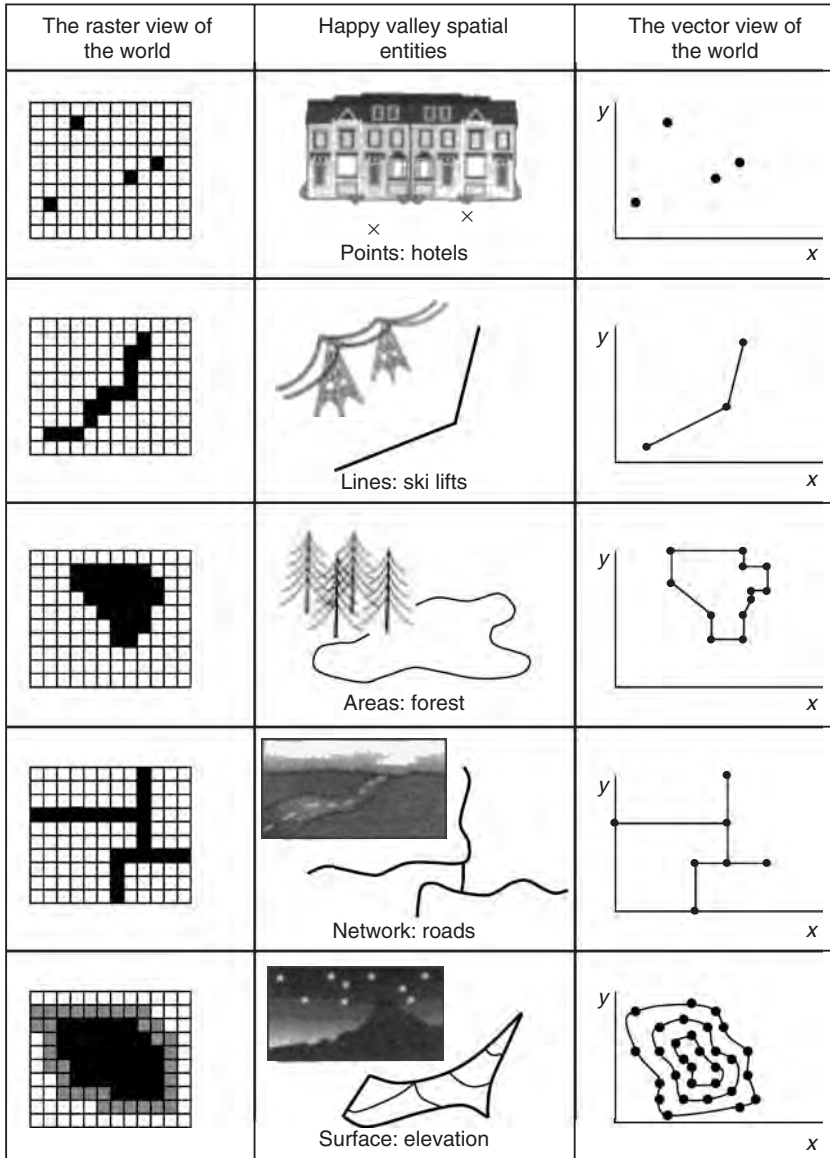 The raster view of
the world
Happy valley spatial
entities
The vector view of
the world
y
x
Points: hotels
y
x
Lines: ski lifts
y
x
Areas: forest
y
x
Network: roads
y
x
Surface: elevation